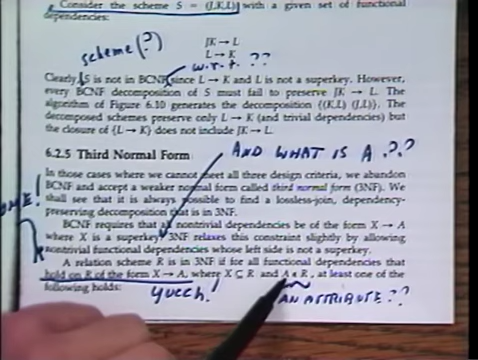 Consider the scheme S = (J,K,L) with a given set of functional
dependencies:
scheme(?)
JK → L
L → K
w.r.t. ??
Clearly S is not in BCNF since L → K and L is not a superkey. However,
every BCNF decomposition of S must fail to preserve JK → L. The
algorithm of Figure 6.10 generates the decomposition {(K,L) (J,L)}. The
decomposed schemes preserve only L → K (and trivial dependencies) but
the closure of {L → K} does not include JK → L.
6.2.5 Third Normal Form
AND WHAT IS A ???
In those cases where we cannot meet all three design criteria, we abandon
BCNF and accept a weaker normal form called third normal form (3NF). We
shall see that it is always possible to find a lossless-join, dependency-
preserving decomposition that is in 3NF.
BCNF requires that all nontrivial dependencies be of the form X → A
where X is a superkey. 3NF relaxes this constraint slightly by allowing
nontrivial functional dependencies whose left side is not a superkey.
A relation scheme R is in 3NF if for all functional dependencies that
hold on R of the form X → A, where X ⊆ R and A ∈ R, at least one of the
following holds:
yucch!
AN ATTRIBUTE??